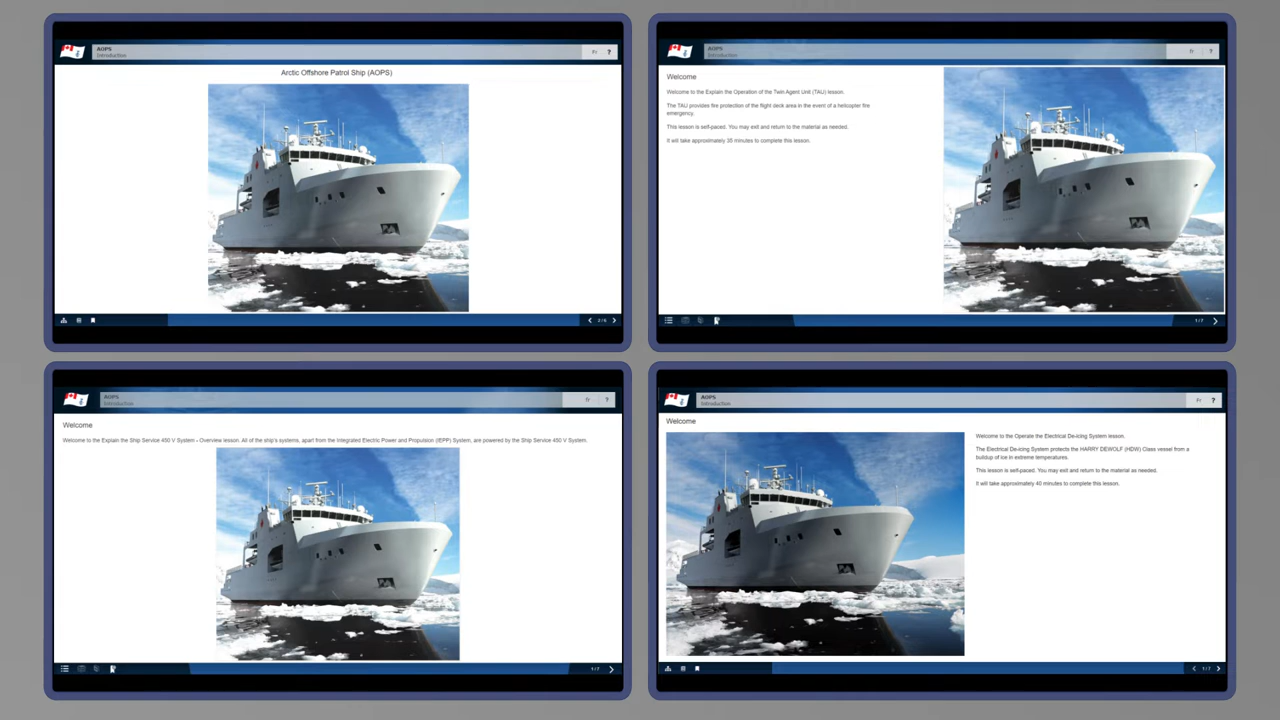 AOPS
Introduction
Fr ?
Arctic Offshore Patrol Ship (AOPS)
2/6
AOPS
Introduction
fr ?
Welcome
Welcome to the Explain the Operation of the Twin Agent Unit (TAU) lesson.
The TAU provides fire protection of the flight deck area in the event of a helicopter fire
emergency.
This lesson is self-paced. You may exit and return to the material as needed.
It will take approximately 35 minutes to complete this lesson.
1/7
AOPS
Introduction
fr ?
Welcome
Welcome to the Explain the Ship Service 450 V System - Overview lesson. All of the ship's systems, apart from the Integrated Electric Power and Propulsion (IEPP) System, are powered by the Ship Service 450 V System.
1/7
AOPS
Introduction
Fr ?
Welcome
Welcome to the Operate the Electrical De-icing System lesson.
The Electrical De-icing System protects the HARRY DEWOLF (HDW) Class vessel from a
buildup of ice in extreme temperatures.
This lesson is self-paced. You may exit and return to the material as needed.
It will take approximately 40 minutes to complete this lesson.
1/7